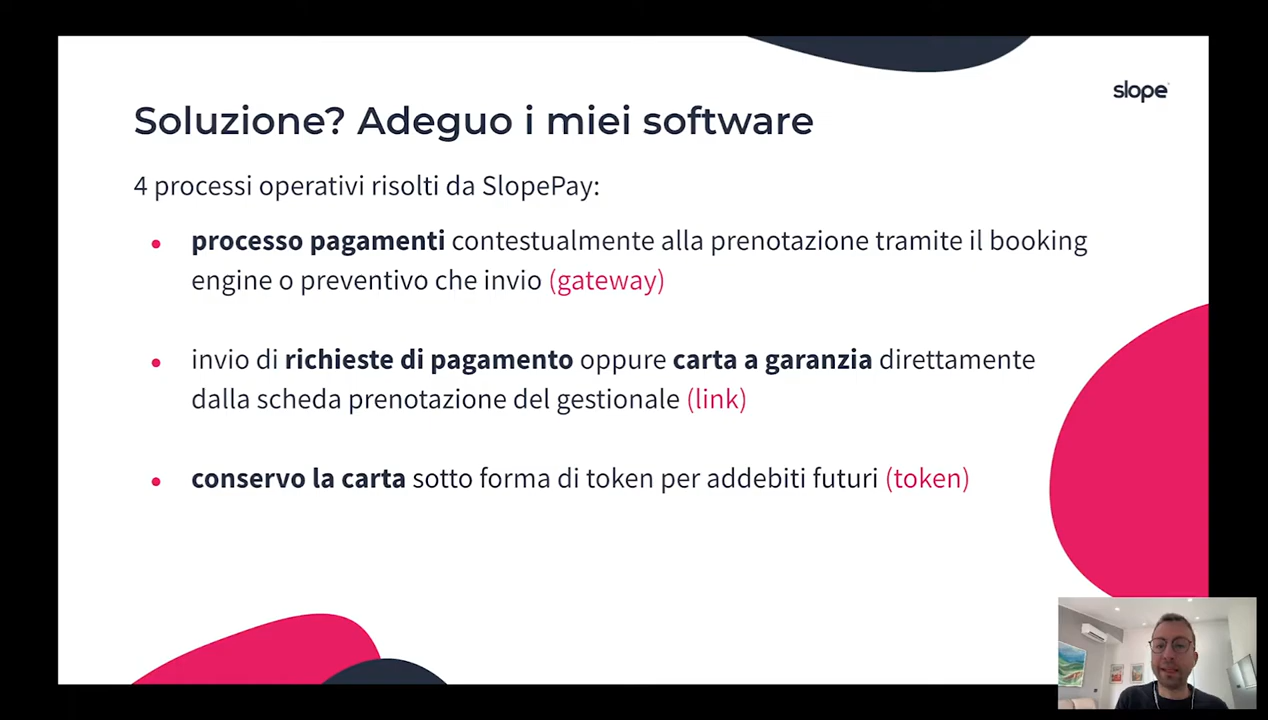 slope
Soluzione? Adeguo i miei software
4 processi operativi risolti da SlopePay:
• processo pagamenti contestualmente alla prenotazione tramite il booking
engine o preventivo che invio (gateway)
• invio di richieste di pagamento oppure carta a garanzia direttamente
dalla scheda prenotazione del gestionale (link)
• conservo la carta sotto forma di token per addebiti futuri (token)